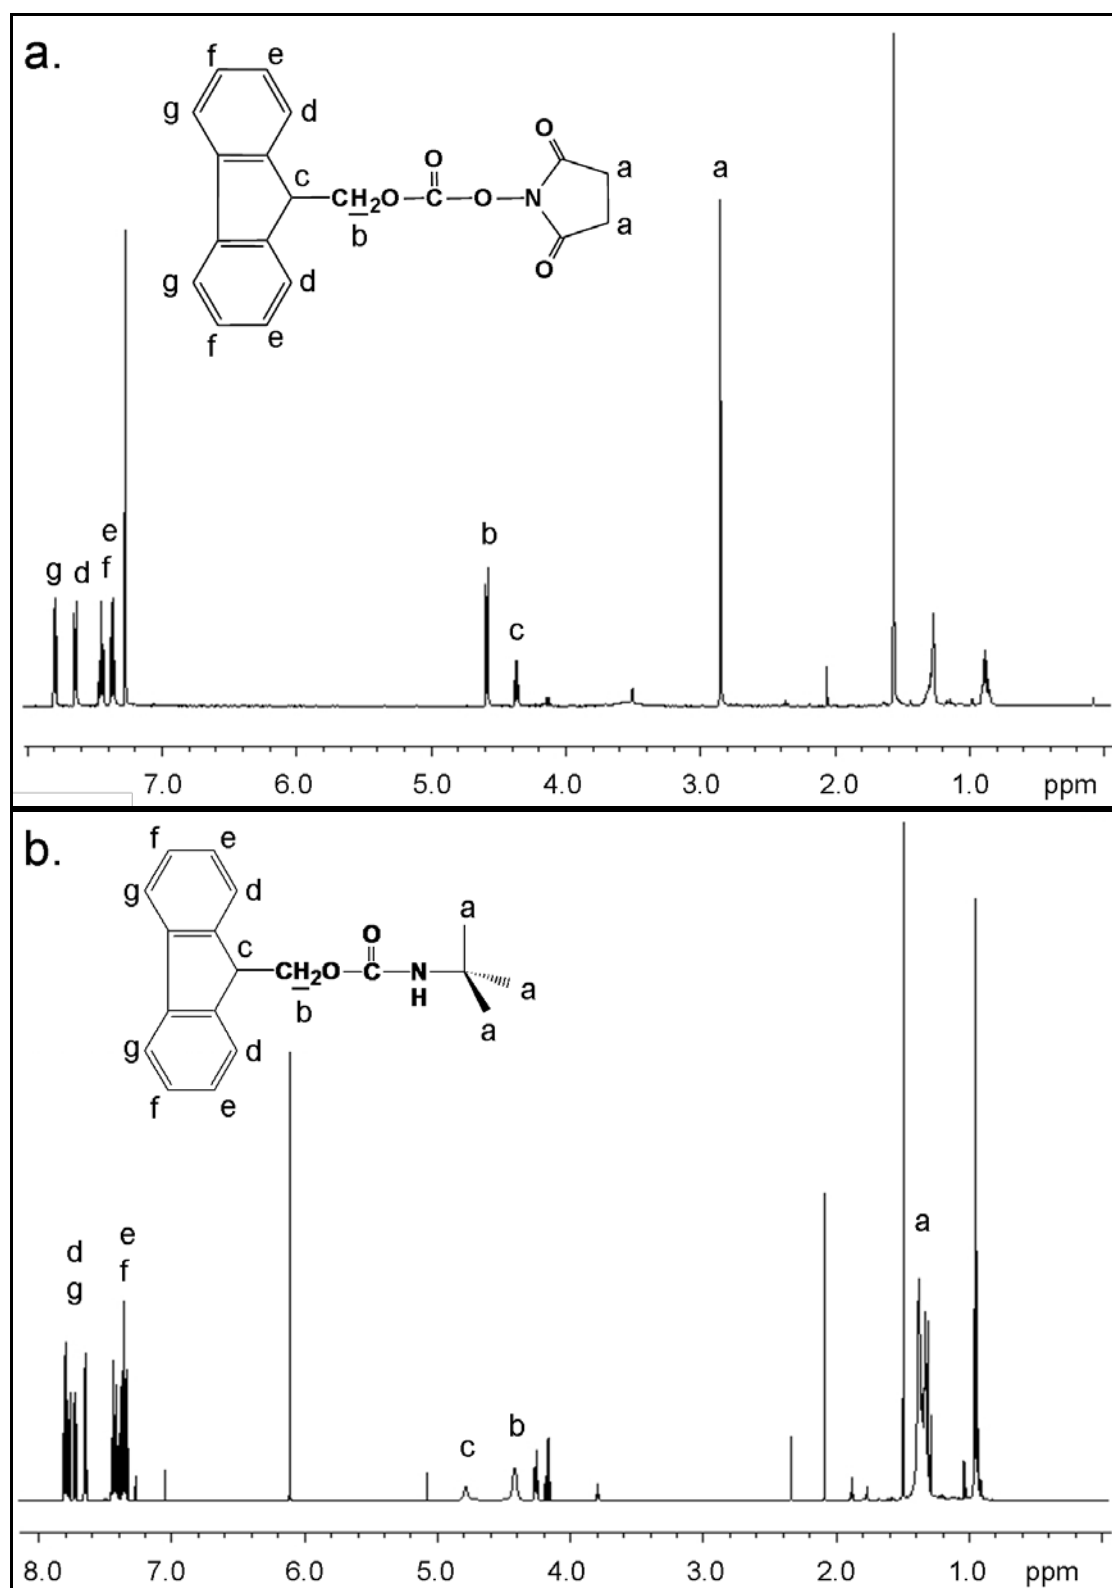 a.
f e
g d
O
O a
c CH2O C O N
b a
g d O
f e
a
e
g d f
b
c
7.0 6.0 5.0 4.0 3.0 2.0 1.0 ppm
b.
f e
g d a
O
c CH2O C N a
b H a
g d
f e
d e a
g f
c b
8.0 7.0 6.0 5.0 4.0 3.0 2.0 1.0 ppm